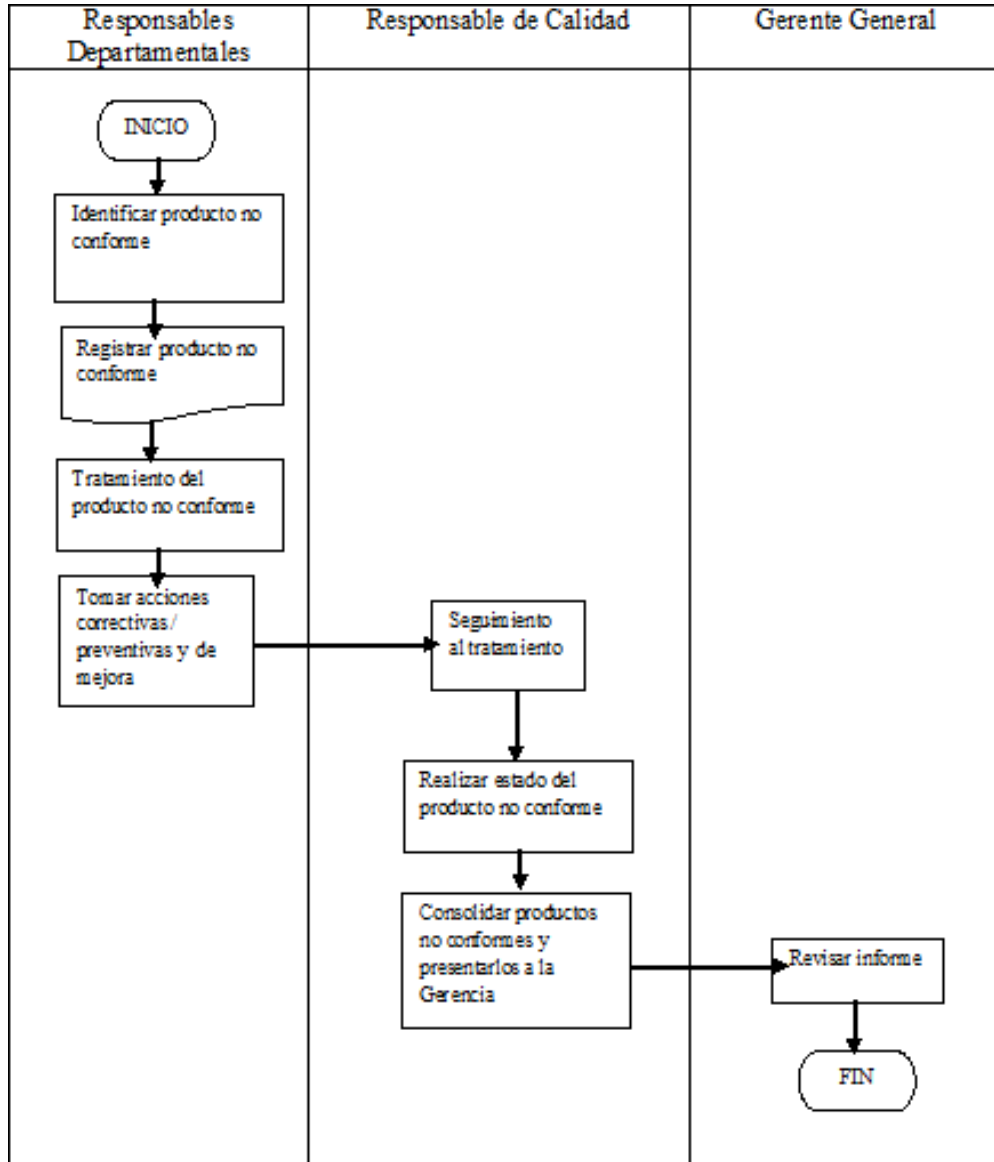 Responsables
Departamentales
Responsable de Calidad
Gerente General
INICIO
Identificar producto no
conforme
Registrar producto no
conforme
Tratamiento del
producto no conforme
Tomar acciones
correctivas/
preventivas y de
mejora
Seguimiento
al tratamiento
Realizar estado del
producto no conforme
Consolidar productos
no conformes y
presentarlos a la
Gerencia
Revisar informe
FIN